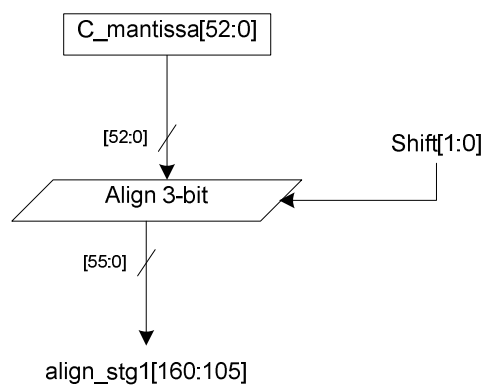 C_mantissa[52:0]
[52:0]
Shift[1:0]
Align 3-bit
[55:0]
align_stg1[160:105]